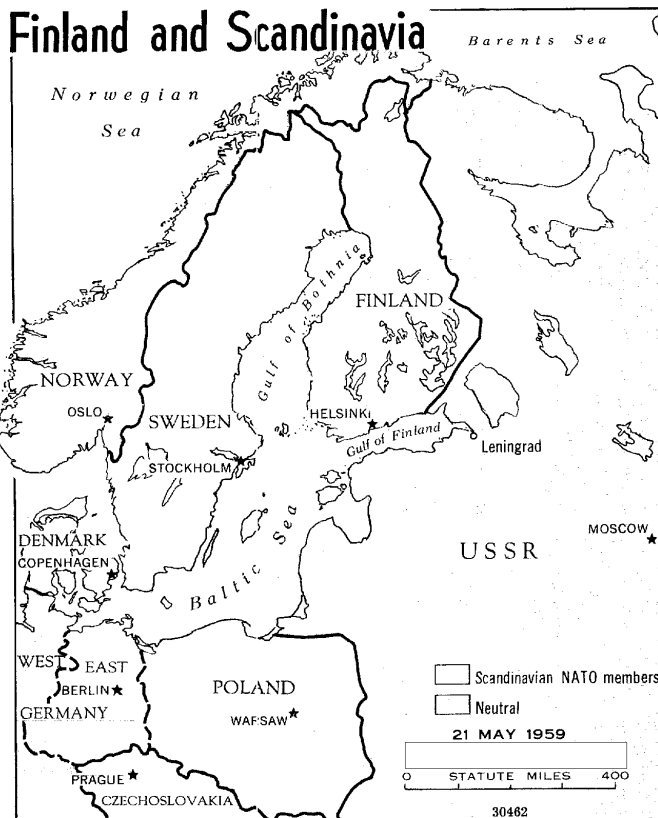 Finland and Scandinavia
Barents Sea
Norwegian
Sea
Gulf of Bothnia
FINLAND
NORWAY
OSLO
SWEDEN
HELSINKI
Gulf of Finland
Leningrad
STOCKHOLM
Baltic Sea
MOSCOW
USSR
DENMARK
COPENHAGEN
WEST
EAST
BERLIN
GERMANY
POLAND
WARSAW
Scandinavian NATO members
Neutral
21 MAY 1959
0 STATUTE MILES 400
PRAGUE
CZECHOSLOVAKIA
30462